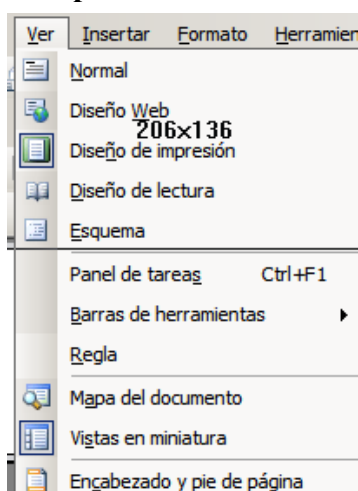 Ver Insertar Formato Herramien
Normal
Diseño Web
206×136
Diseño de impresión
Diseño de lectura
Esquema
Panel de tareas Ctrl+F1
Barras de herramientas
Regla
Mapa del documento
Vistas en miniatura
Encabezado y pie de página